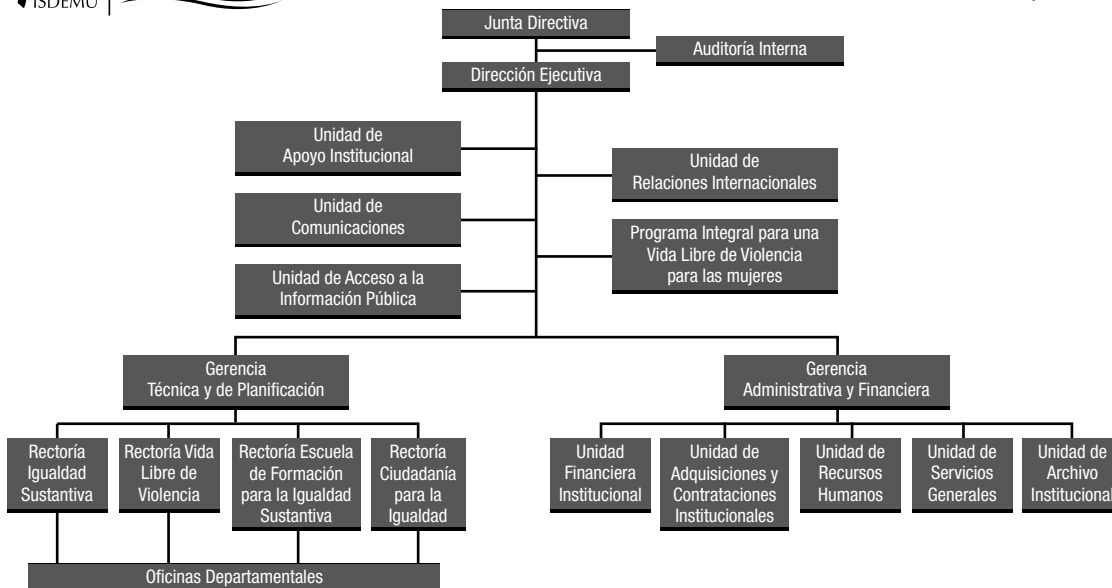 ISDEMU
Junta Directiva
Auditoría Interna
Dirección Ejecutiva
Unidad de
Apoyo Institucional
Unidad de
Relaciones Internacionales
Unidad de
Comunicaciones
Programa Integral para una
Vida Libre de Violencia
para las mujeres
Unidad de Acceso a la
Información Pública
Gerencia
Técnica y de Planificación
Gerencia
Administrativa y Financiera
Rectoría
Igualdad
Sustantiva
Rectoría Vida
Libre de
Violencia
Rectoría Escuela
de Formación
para la Igualdad
Sustantiva
Rectoría
Ciudadanía
para la
Igualdad
Unidad
Financiera
Institucional
Unidad de
Adquisiciones y
Contrataciones
Institucionales
Unidad de
Recursos
Humanos
Unidad de
Servicios
Generales
Unidad de
Archivo
Institucional
Oficinas Departamentales